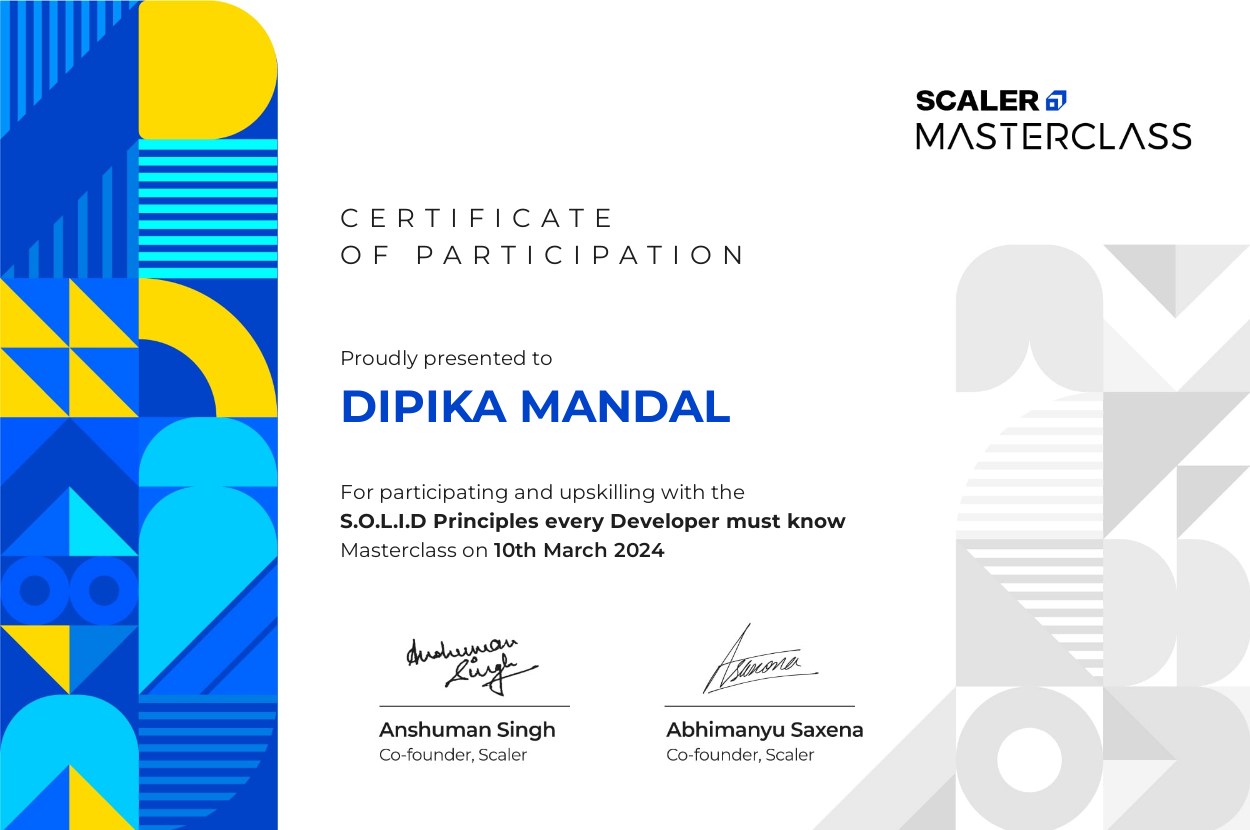 SCALER
MASTERCLASS
CERTIFICATE
OF PARTICIPATION
Proudly presented to
DIPIKA MANDAL
For participating and upskilling with the
S.O.L.I.D Principles every Developer must know
Masterclass on 10th March 2024
Anshuman
Singh
Asaxena
Anshuman Singh
Co-founder, Scaler
Abhimanyu Saxena
Co-founder, Scaler